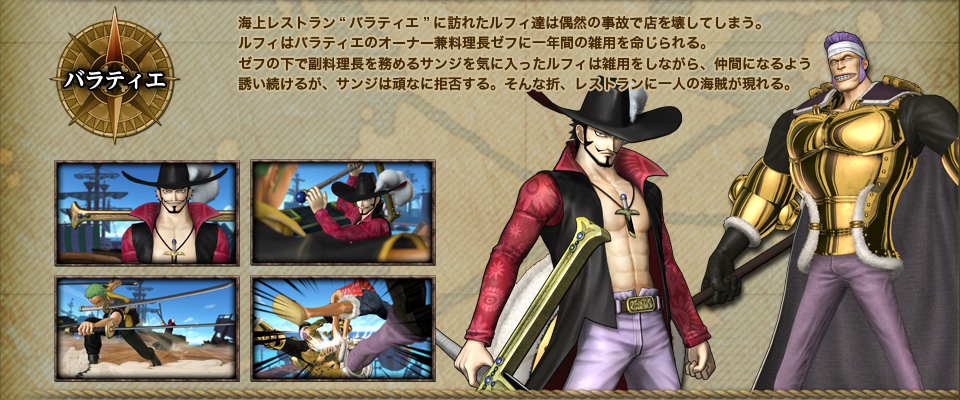 バラティエ
海上レストラン“バラティエ”に訪れたルフィ達は偶然の事故で店を壊してしまう。
ルフィはバラティエのオーナー兼料理長ゼフに一年間の雑用を命じられる。
ゼフの下で副料理長を務めるサンジを気に入ったルフィは雑用をしながら、仲間になるよう
誘い続けるが、サンジは頑なに拒否する。そんな折、レストランに一人の海賊が現れる。